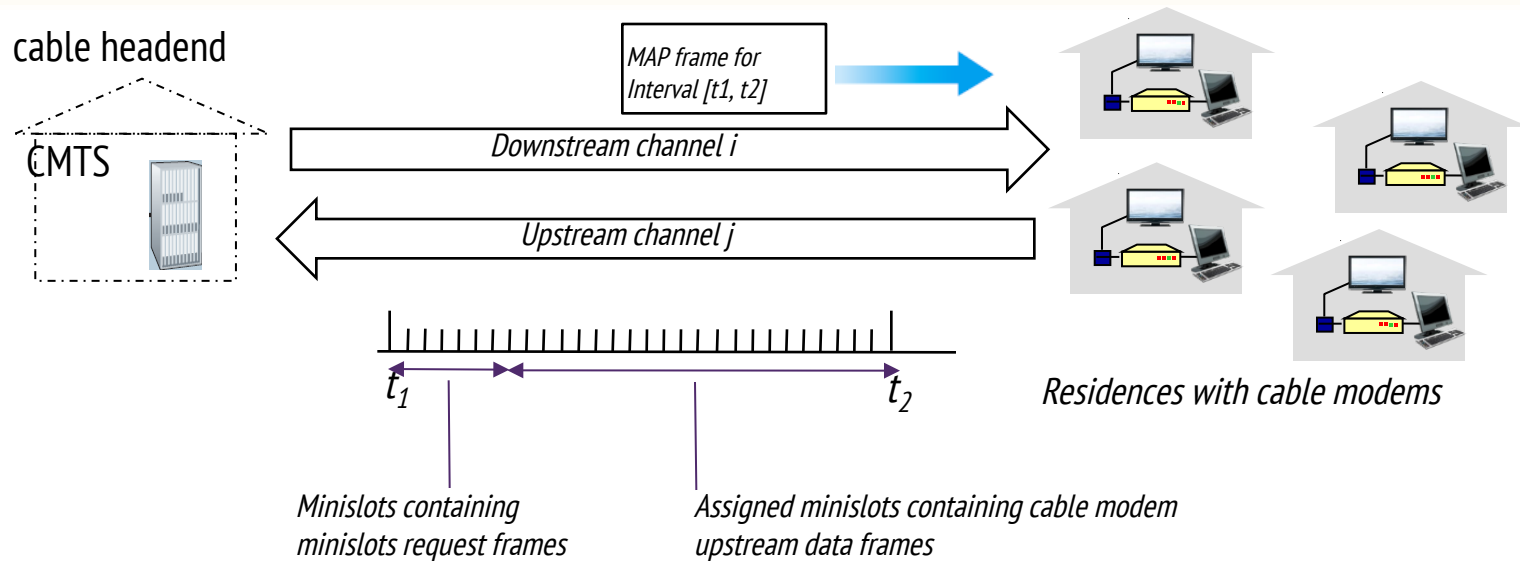 cable headend
MAP frame for
Interval [t1, t2]
CMTS
Downstream channel i
Upstream channel j
t1
t2
Residences with cable modems
Minislots containing
minislots request frames
Assigned minislots containing cable modem
upstream data frames